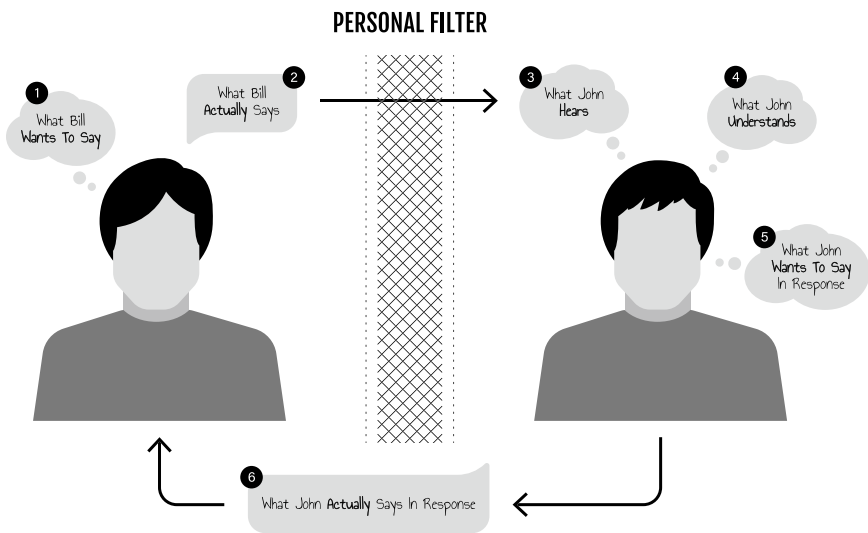 PERSONAL FILTER
1
What Bill
Wants To Say
2
What Bill
Actually Says
3
What John
Hears
4
What John
Understands
5
What John
Wants To Say
In Response
6
What John Actually Says In Response